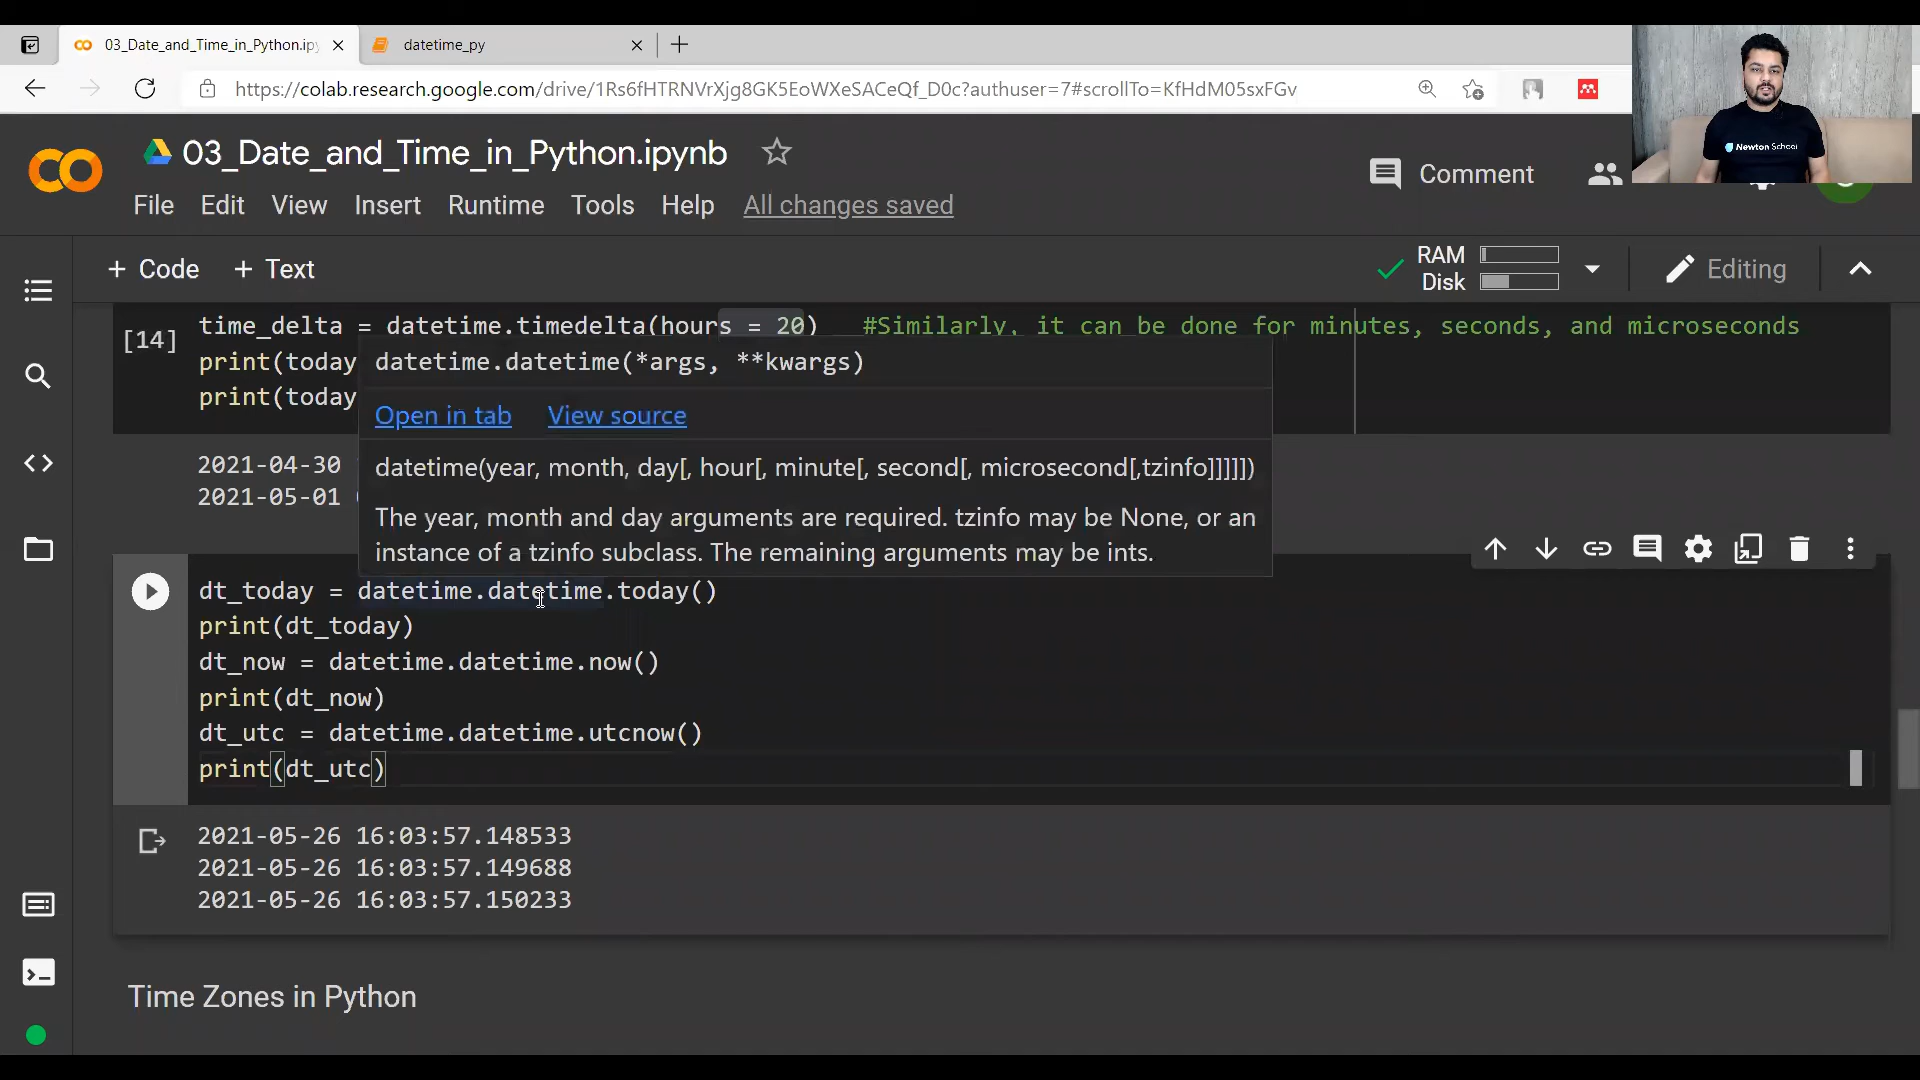 03_Date_and_Time_in_Python.ipy
datetime_py
https://colab.research.google.com/drive/1Rs6fHTRNVrXjg8GK5EoWXeSACeQf_D0c?authuser=7#scrollTo=KfHdM05sxFGv
Newton School
03_Date_and_Time_in_Python.ipynb
Comment
File Edit View Insert Runtime Tools Help All changes saved
+ Code + Text
RAM
Disk
Editing
[14]
time_delta = datetime.timedelta(hours = 20) #Similarly, it can be done for minutes, seconds, and microseconds
print(today
print(today
datetime.datetime(*args, **kwargs)
Open in tab View source
datetime(year, month, day[, hour[, minute[, second[, microsecond[,tzinfo]]]]])
The year, month and day arguments are required. tzinfo may be None, or an
instance of a tzinfo subclass. The remaining arguments may be ints.
2021-04-30
2021-05-01
dt_today = datetime.datetime.today()
print(dt_today)
dt_now = datetime.datetime.now()
print(dt_now)
dt_utc = datetime.datetime.utcnow()
print(dt_utc)
2021-05-26 16:03:57.148533
2021-05-26 16:03:57.149688
2021-05-26 16:03:57.150233
Time Zones in Python